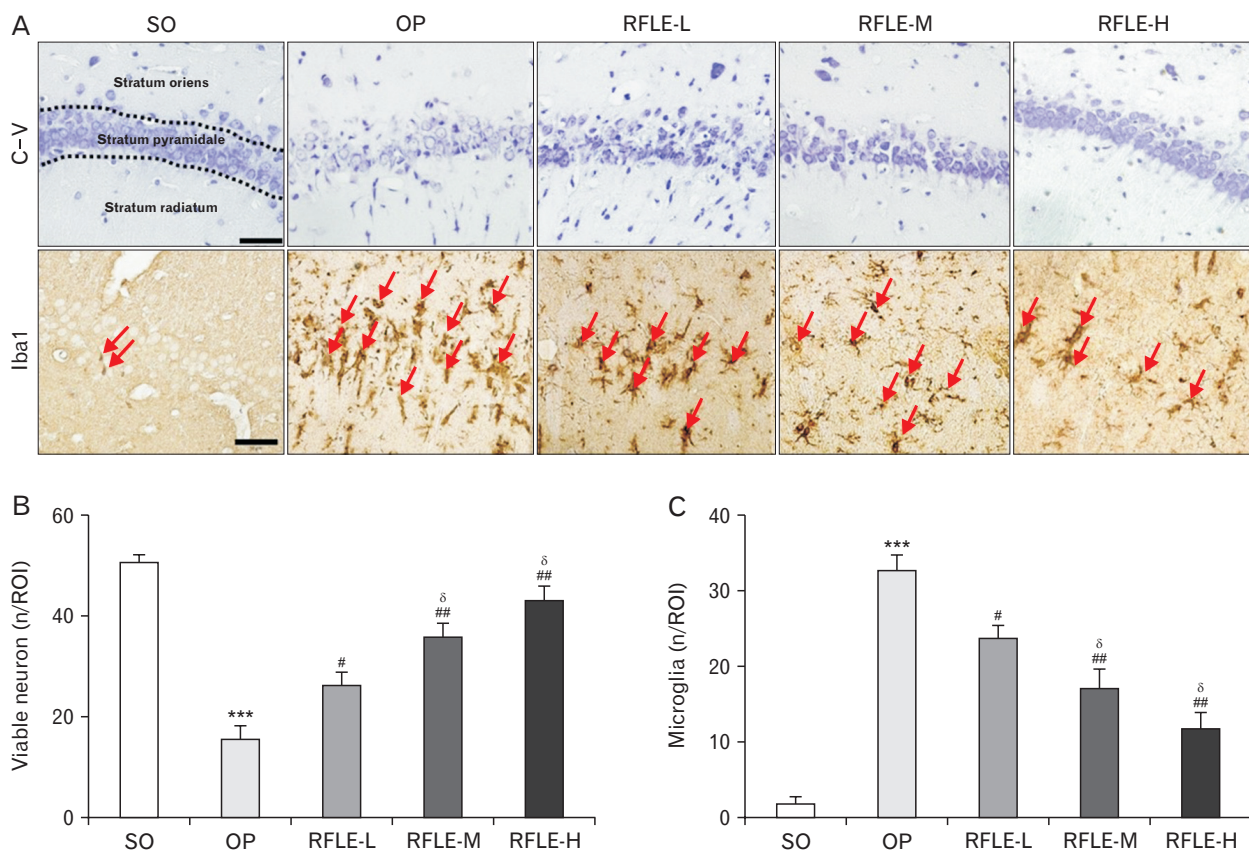 A
SO
OP
RFLE-L
RFLE-M
RFLE-H
C–V
Stratum oriens
Stratum pyramidale
Stratum radiatum
Iba1
B
Viable neuron (n/ROI)
60
40
20
0
***
#
δ
##
δ
##
SO
OP
RFLE-L
RFLE-M
RFLE-H
C
Microglia (n/ROI)
40
30
20
10
0
***
#
δ
##
δ
##
SO
OP
RFLE-L
RFLE-M
RFLE-H